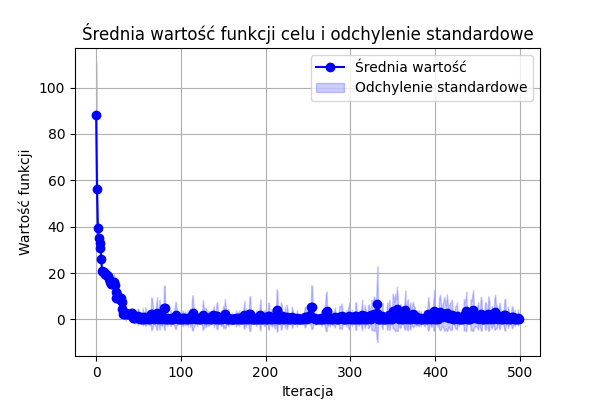 Średnia wartość funkcji celu i odchylenie standardowe
Średnia wartość
Odchylenie standardowe
Wartość funkcji
100
80
60
40
20
0
0 100 200 300 400 500
Iteracja